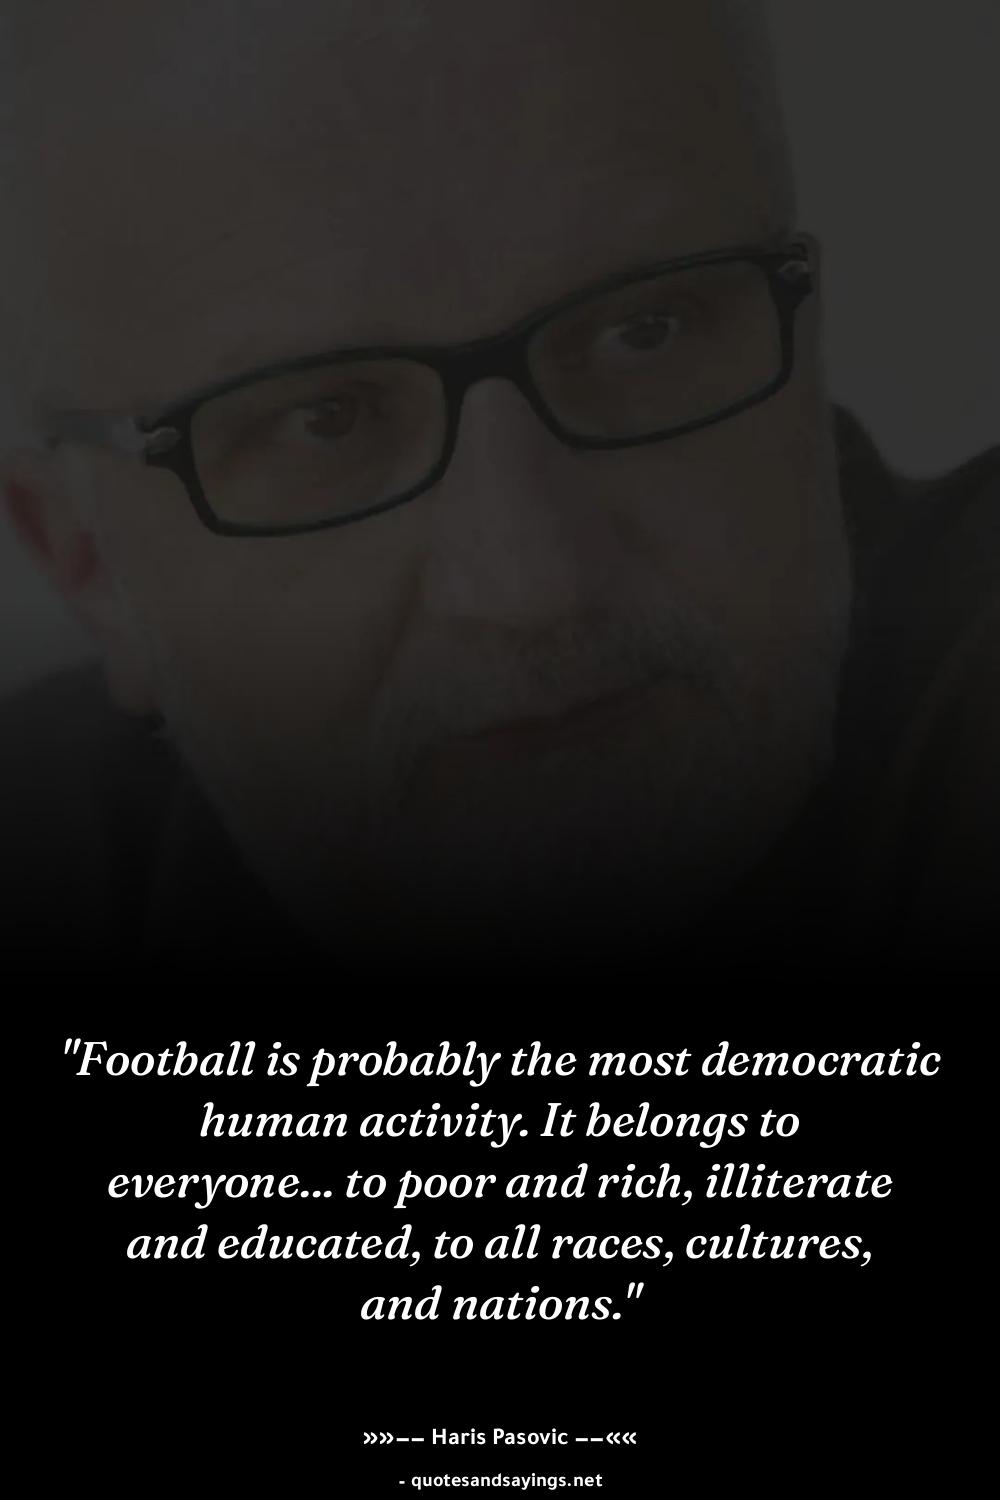 "Football is probably the most democratic
human activity. It belongs to
everyone... to poor and rich, illiterate
and educated, to all races, cultures,
and nations."
»»−− Haris Pasovic −−««
- quotesandsayings.net